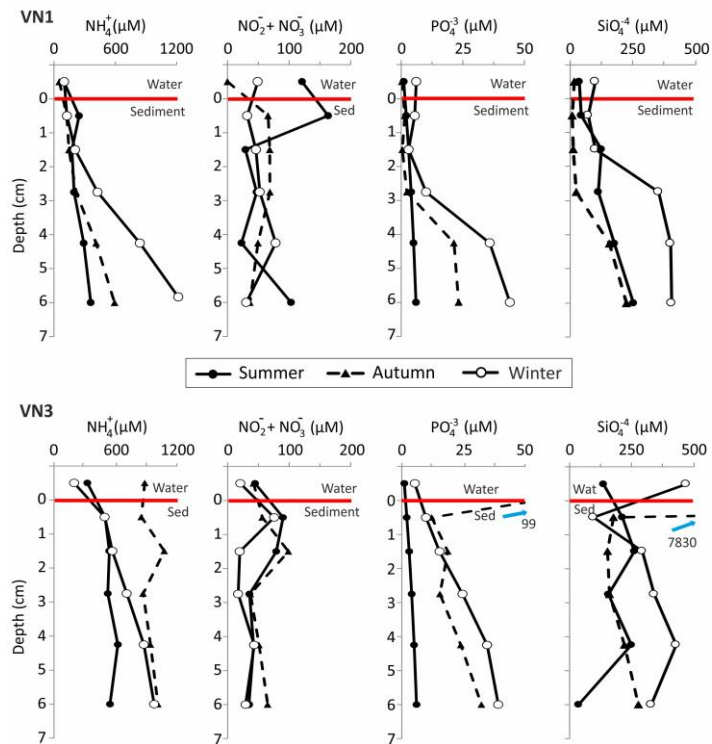 VN1
NH₄⁺(µM)
NO₂⁻ + NO₃⁻ (µM)
PO₄⁻³ (µM)
SiO₄⁻⁴ (µM)
0 600 1200
0 100 200
0 25 50
0 250 500
Water Water Water Water
0
Sediment Sed Sediment Sediment
1
2
3
4
5
6
7
Depth (cm)
Summer Autumn Winter
VN3
NH₄⁺(µM)
NO₂⁻ + NO₃⁻ (µM)
PO₄⁻³ (µM)
SiO₄⁻⁴ (µM)
0 600 1200
0 100 200
0 25 50
0 250 500
Water Water Water Wat
0
Sed Sediment Sed Sed
99
7830
1
2
3
4
5
6
7
Depth (cm)